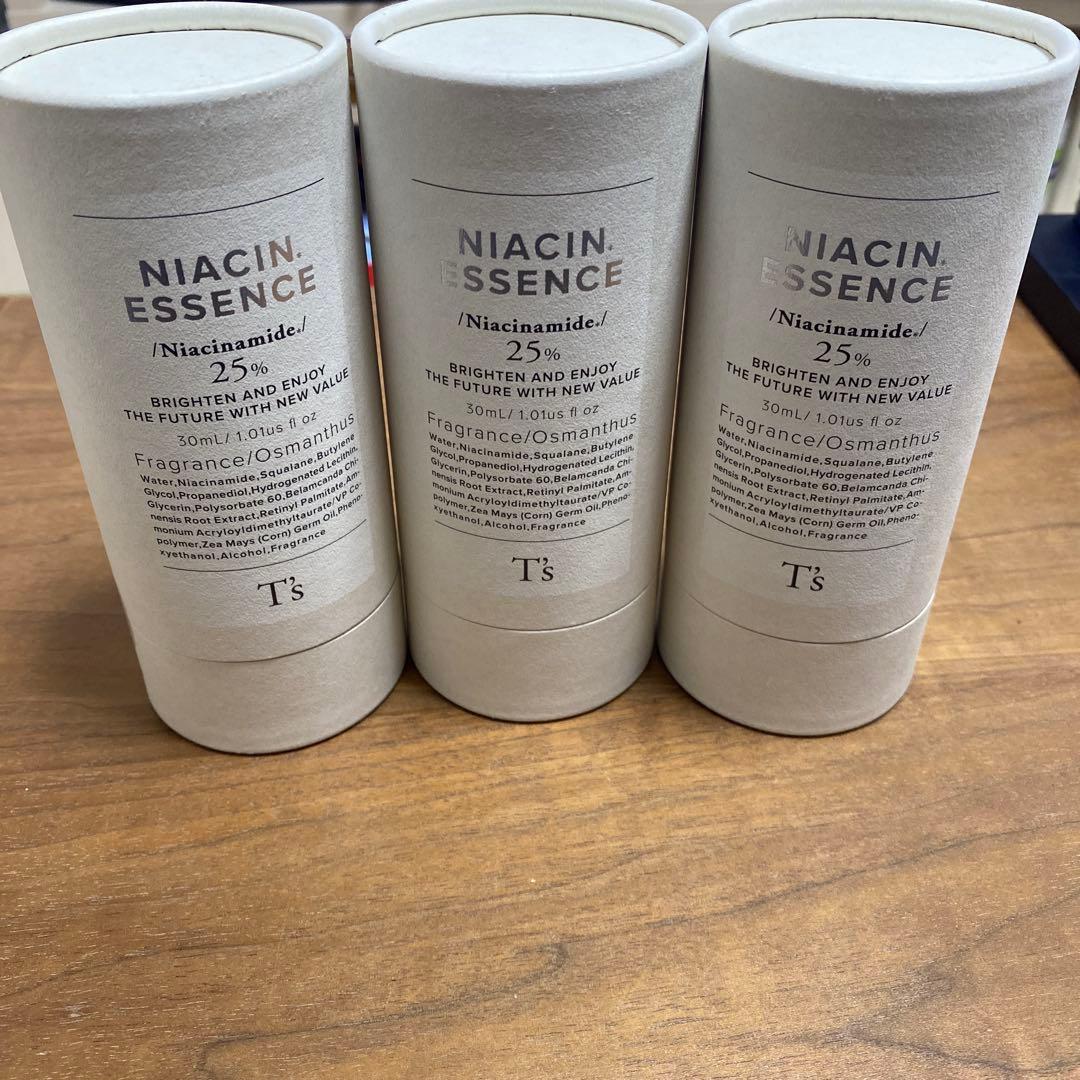 NIACIN.
ESSENCE
/Niacinamide./
25%
BRIGHTEN AND ENJOY
THE FUTURE WITH NEW VALUE
30mL/ 1.01us fl oz
Fragrance/Osmanthus
Water,Niacinamide,Squalane,Butylene
Glycol,Propanediol,Hydrogenated Lecithin,
Glycerin,Polysorbate 60,Belamcanda Chi-
nensis Root Extract,Retinyl Palmitate,Am-
monium Acryloyldimethyltaurate/VP Co-
polymer,Zea Mays (Corn) Germ Oil,Pheno-
xyethanol,Alcohol,Fragrance
T's
NIACIN.
ESSENCE
/Niacinamide./
25%
BRIGHTEN AND ENJOY
THE FUTURE WITH NEW VALUE
30mL/ 1.01us fl oz
Fragrance/Osmanthus
Water,Niacinamide,Squalane,Butylene
Glycol,Propanediol,Hydrogenated Lecithin,
Glycerin,Polysorbate 60,Belamcanda Chi-
nensis Root Extract,Retinyl Palmitate,Am-
monium Acryloyldimethyltaurate/VP Co-
polymer,Zea Mays (Corn) Germ Oil,Pheno-
xyethanol,Alcohol,Fragrance
T's
NIACIN.
ESSENCE
/Niacinamide./
25%
BRIGHTEN AND ENJOY
THE FUTURE WITH NEW VALUE
30mL/ 1.01us fl oz
Fragrance/Osmanthus
Water,Niacinamide,Squalane,Butylene
Glycol,Propanediol,Hydrogenated Lecithin,
Glycerin,Polysorbate 60,Belamcanda Chi-
nensis Root Extract,Retinyl Palmitate,Am-
monium Acryloyldimethyltaurate/VP Co-
polymer,Zea Mays (Corn) Germ Oil,Pheno-
xyethanol,Alcohol,Fragrance
T's